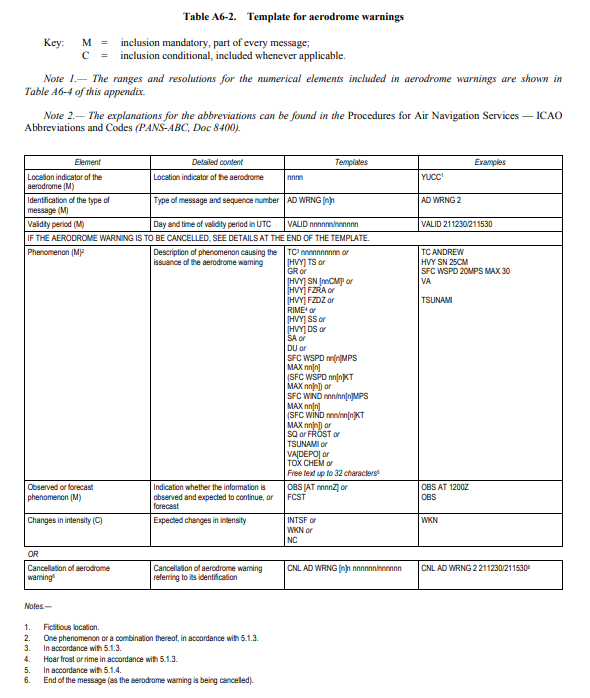 Table A6-2. Template for aerodrome warnings
Key: M = inclusion mandatory, part of every message;
C = inclusion conditional, included whenever applicable.
Note 1.— The ranges and resolutions for the numerical elements included in aerodrome warnings are shown in
Table A6-4 of this appendix.
Note 2.— The explanations for the abbreviations can be found in the Procedures for Air Navigation Services — ICAO
Abbreviations and Codes (PANS-ABC, Doc 8400).
Element Detailed content Templates Examples
Location indicator of the Location indicator of the aerodrome nnnn YUCC¹
aerodrome (M)
Identification of the type of Type of message and sequence number AD WRNG [n]n AD WRNG 2
message (M)
Validity period (M) Day and time of validity period in UTC VALID nnnnnn/nnnnnn VALID 211230/211530
IF THE AERODROME WARNING IS TO BE CANCELLED, SEE DETAILS AT THE END OF THE TEMPLATE.
Phenomenon (M)² Description of phenomenon causing the TC³ nnnnnnnnnn or TC ANDREW
issuance of the aerodrome warning [HVY] TS or HVY SN 25CM
GR or SFC WSPD 20MPS MAX 30
[HVY] SN [nnCM]³ or VA
[HVY] FZRA or
[HVY] FZDZ or TSUNAMI
RIME⁴ or
[HVY] SS or
[HVY] DS or
SA or
DU or
SFC WSPD nn[n]MPS
MAX nn[n]
(SFC WSPD nn[n]KT
MAX nn[n]) or
SFC WIND nnn/nn[n]MPS
MAX nn[n]
(SFC WIND nnn/nn[n]KT
MAX nn[n]) or
SQ or FROST or
TSUNAMI or
VA[DEPO] or
TOX CHEM or
Free text up to 32 characters⁵
Observed or forecast Indication whether the information is OBS [AT nnnnZ] or OBS AT 1200Z
phenomenon (M) observed and expected to continue, or FCST OBS
forecast
Changes in intensity (C) Expected changes in intensity INTSF or WKN
WKN or
NC
OR
Cancellation of aerodrome Cancellation of aerodrome warning CNL AD WRNG [n]n nnnnnn/nnnnnn CNL AD WRNG 2 211230/211530⁶
warning⁶ referring to its identification
Notes.—
1. Fictitious location.
2. One phenomenon or a combination thereof, in accordance with 5.1.3.
3. In accordance with 5.1.3.
4. Hoar frost or rime in accordance with 5.1.3.
5. In accordance with 5.1.4.
6. End of the message (as the aerodrome warning is being cancelled).